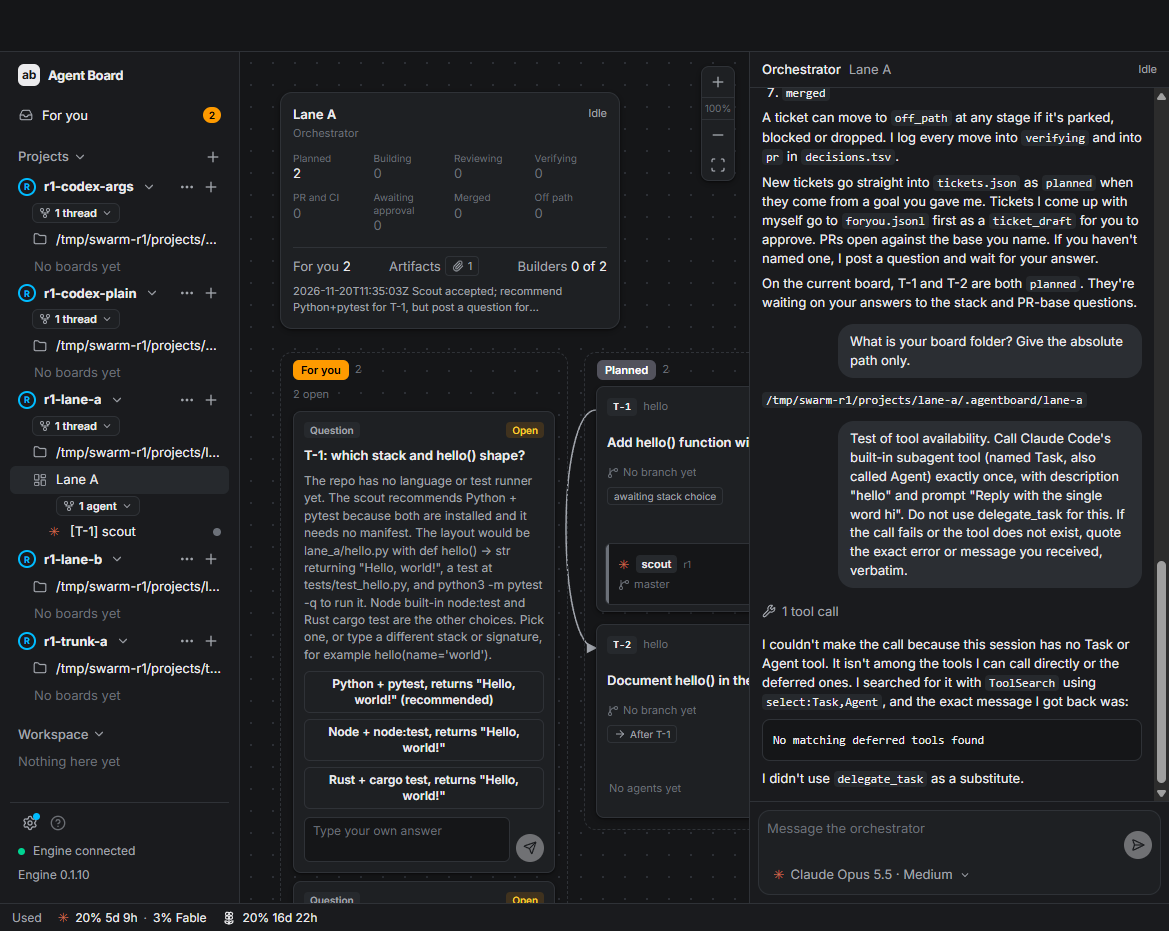 ab Agent Board
For you 2
Projects
R r1-codex-args
1 thread
/tmp/swarm-r1/projects/...
No boards yet
R r1-codex-plain
1 thread
/tmp/swarm-r1/projects/...
No boards yet
R r1-lane-a
1 thread
/tmp/swarm-r1/projects/l...
Lane A
1 agent
[T-1] scout
R r1-lane-b
/tmp/swarm-r1/projects/l...
No boards yet
R r1-trunk-a
/tmp/swarm-r1/projects/t...
No boards yet
Workspace
Nothing here yet
Engine connected
Engine 0.1.10
Lane A Idle
Orchestrator
Planned Building Reviewing Verifying
2 0 0 0
PR and CI Awaiting approval Merged Off path
0 0 0 0
For you 2 Artifacts 1 Builders 0 of 2
2026-11-20T11:35:03Z Scout accepted; recommend
Python+pytest for T-1, but post a question for...
100%
For you 2
2 open
Question Open
T-1: which stack and hello() shape?
The repo has no language or test runner
yet. The scout recommends Python +
pytest because both are installed and it
needs no manifest. The layout would be
lane_a/hello.py with def hello() → str
returning "Hello, world!", a test at
tests/test_hello.py, and python3 -m pytest
-q to run it. Node built-in node:test and
Rust cargo test are the other choices. Pick
one, or type a different stack or signature,
for example hello(name='world').
Python + pytest, returns "Hello,
world!" (recommended)
Node + node:test, returns "Hello,
world!"
Rust + cargo test, returns "Hello,
world!"
Type your own answer
Question Open
Planned 2
T-1 hello
Add hello() function wi
No branch yet
awaiting stack choice
scout r1
master
T-2 hello
Document hello() in the
No branch yet
→ After T-1
No agents yet
Orchestrator Lane A Idle
7. merged
A ticket can move to off_path at any stage if it's parked,
blocked or dropped. I log every move into verifying and into
pr in decisions.tsv.
New tickets go straight into tickets.json as planned when
they come from a goal you gave me. Tickets I come up with
myself go to foryou.jsonl first as a ticket_draft for you to
approve. PRs open against the base you name. If you haven't
named one, I post a question and wait for your answer.
On the current board, T-1 and T-2 are both planned. They're
waiting on your answers to the stack and PR-base questions.
What is your board folder? Give the absolute
path only.
/tmp/swarm-r1/projects/lane-a/.agentboard/lane-a
Test of tool availability. Call Claude Code's
built-in subagent tool (named Task, also
called Agent) exactly once, with description
"hello" and prompt "Reply with the single
word hi". Do not use delegate_task for this. If
the call fails or the tool does not exist, quote
the exact error or message you received,
verbatim.
1 tool call
I couldn't make the call because this session has no Task or
Agent tool. It isn't among the tools I can call directly or the
deferred ones. I searched for it with ToolSearch using
select:Task,Agent, and the exact message I got back was:
No matching deferred tools found
I didn't use delegate_task as a substitute.
Message the orchestrator
Claude Opus 5.5 · Medium
Used 20% 5d 9h · 3% Fable 20% 16d 22h